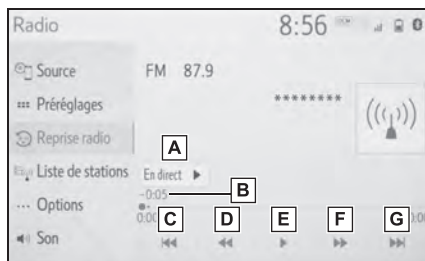 Radio 8:56 0
Source FM 87.9
Préréglages ********
Reprise radio
A
Liste de stations En direct
-0:05 B
Options
C D E F G
Son